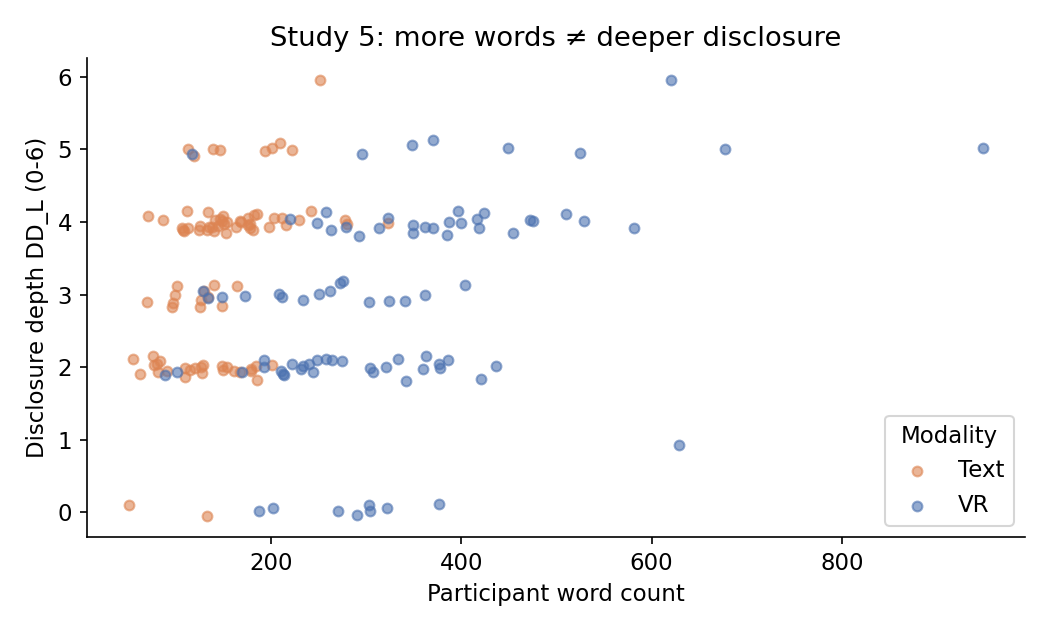 Study 5: more words ≠ deeper disclosure
Disclosure depth DD_L (0-6)
6
5
4
3
2
1
0
200
400
600
800
Participant word count
Modality
Text
VR